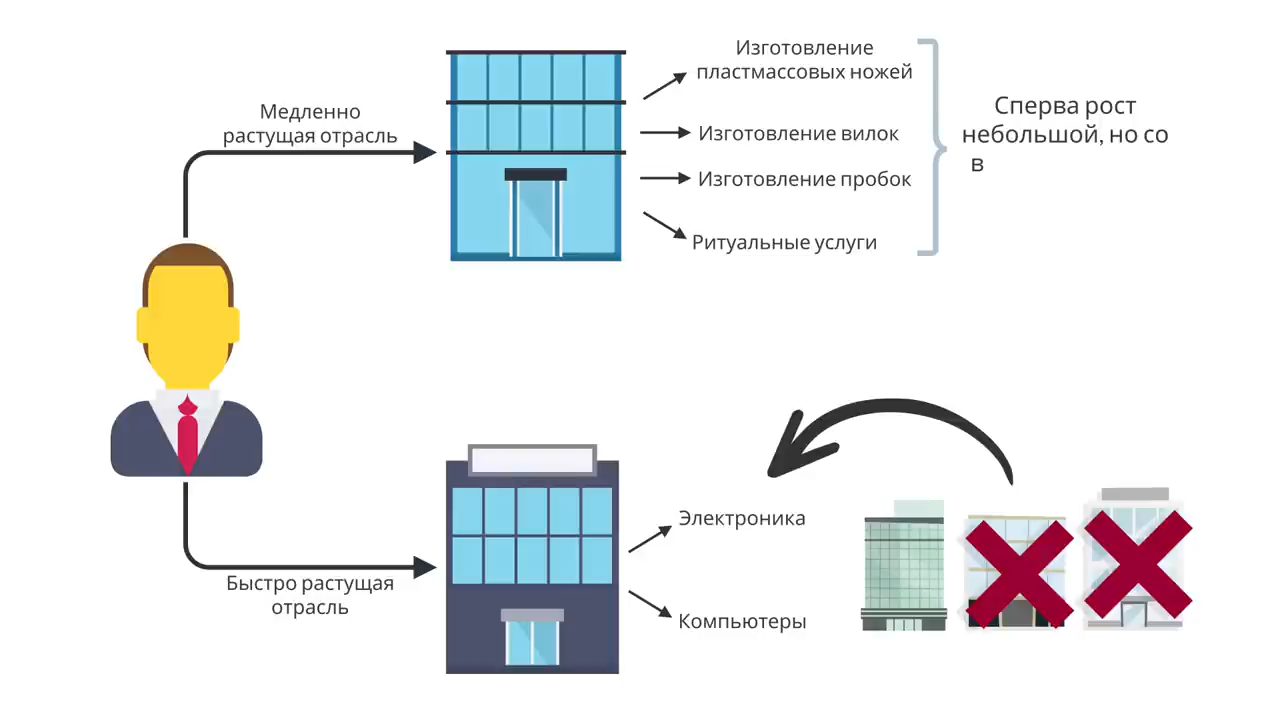 Медленно
растущая отрасль
Изготовление
пластмассовых ножей
Изготовление вилок
Изготовление пробок
Ритуальные услуги
Сперва рост
небольшой, но со
в
Быстро растущая
отрасль
Электроника
Компьютеры